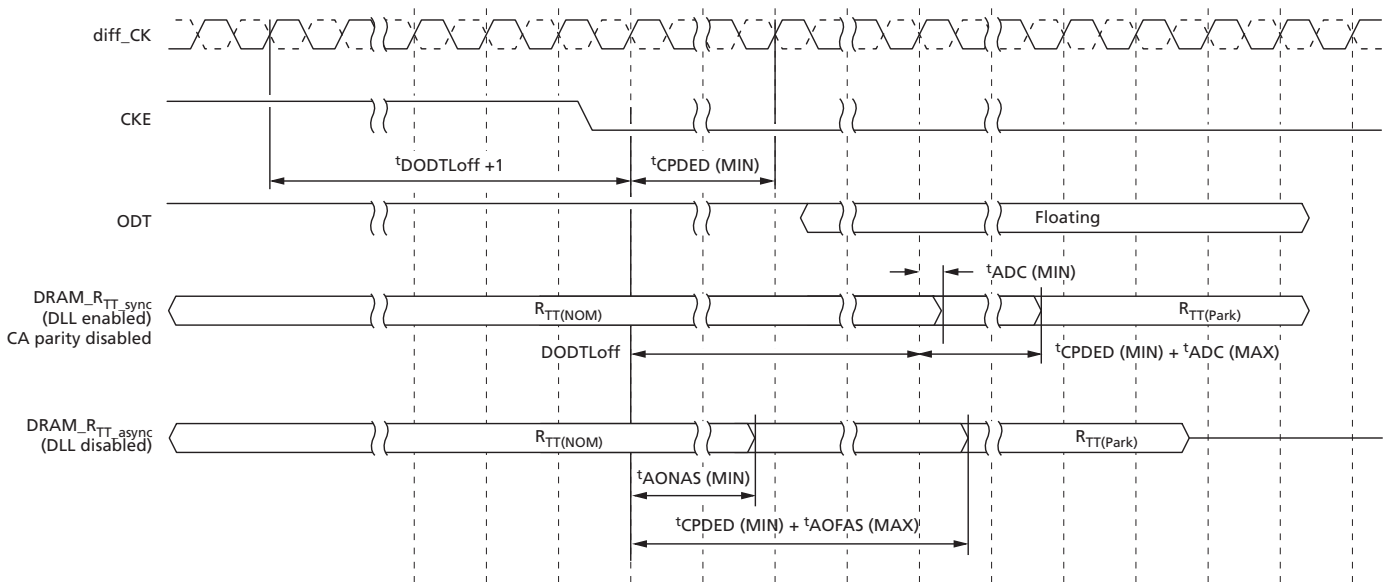 diff_CK
CKE
tDODTLoff +1
tCPDED (MIN)
ODT
Floating
tADC (MIN)
DRAM_RTT_sync
(DLL enabled)
CA parity disabled
RTT(NOM)
RTT(Park)
DODTLoff
tCPDED (MIN) + tADC (MAX)
DRAM_RTT_async
(DLL disabled)
RTT(NOM)
RTT(Park)
tAONAS (MIN)
tCPDED (MIN) + tAOFAS (MAX)